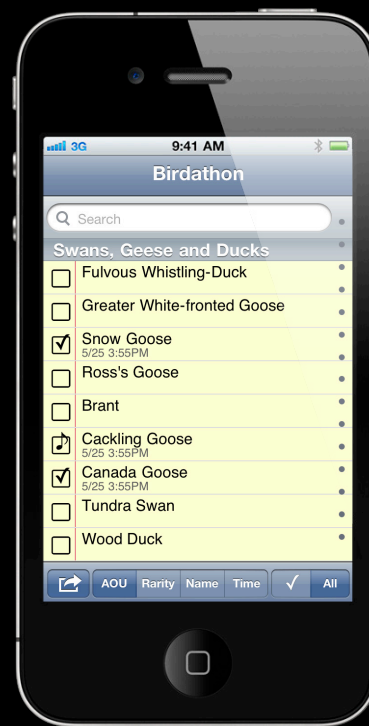 3G 9:41 AM
Birdathon
Search
Swans, Geese and Ducks
Fulvous Whistling-Duck
Greater White-fronted Goose
Snow Goose
5/25 3:55PM
Ross's Goose
Brant
Cackling Goose
5/25 3:55PM
Canada Goose
5/25 3:55PM
Tundra Swan
Wood Duck
AOU Rarity Name Time ✓ All